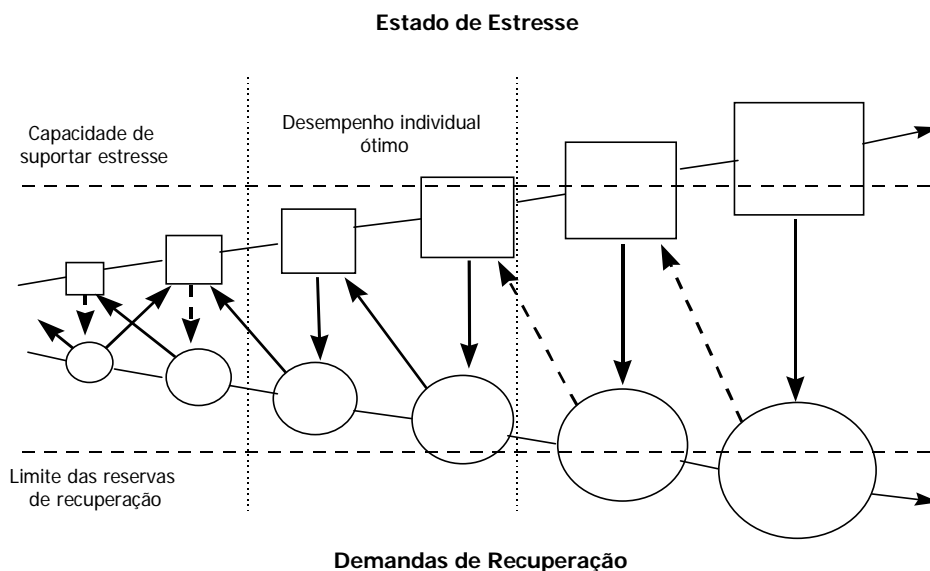 Estado de Estresse
Capacidade de
suportar estresse
Desempenho individual
ótimo
Limite das reservas
de recuperação
Demandas de Recuperação